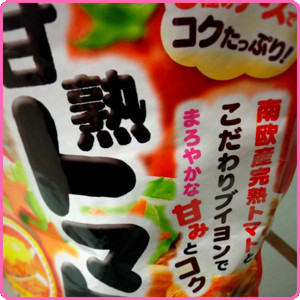 ズで
コクたっぷり!
南欧産完熟トマトと
こだわりブイヨンで
まろやかな甘みとコク
甘
熟トマ